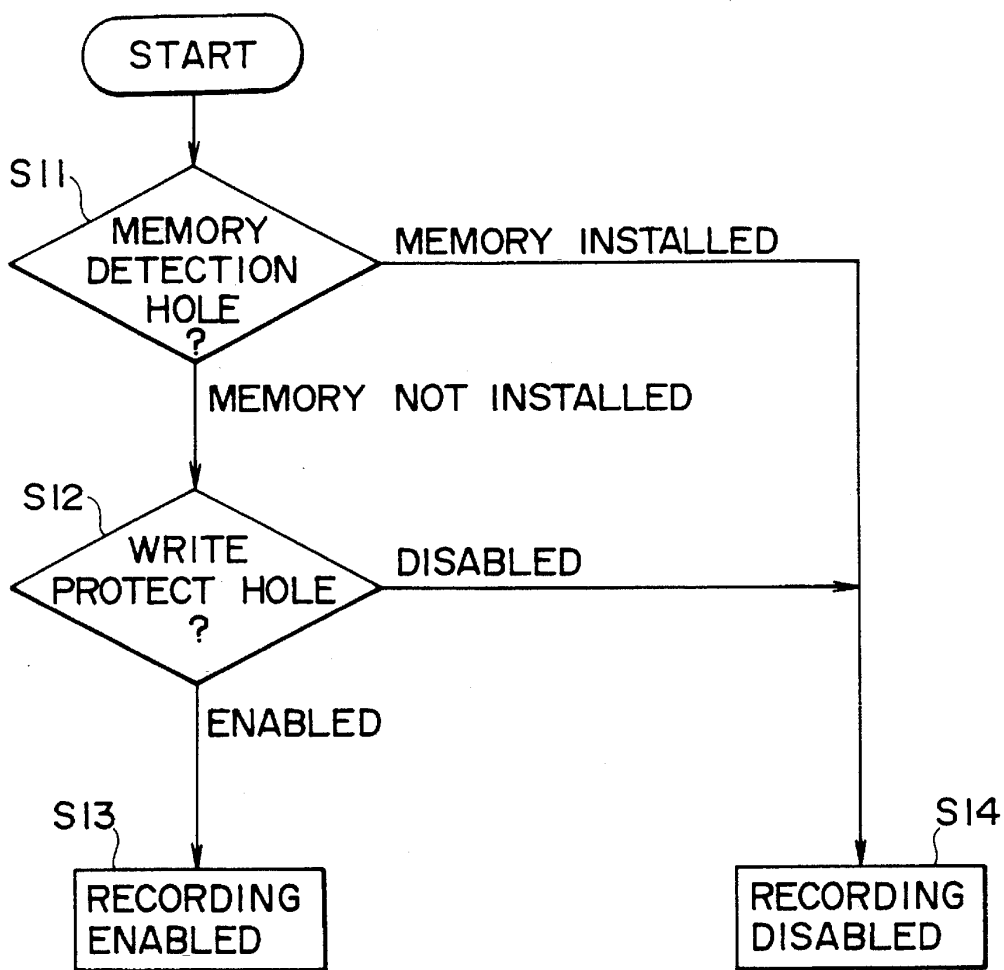 START
S11
MEMORY
DETECTION
HOLE
?
MEMORY INSTALLED
MEMORY NOT INSTALLED
S12
WRITE
PROTECT HOLE
?
DISABLED
ENABLED
S13
RECORDING
ENABLED
S14
RECORDING
DISABLED